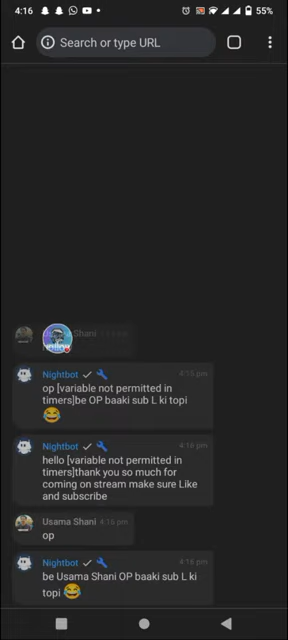 4:16
55%
Search or type URL
Shani
Nightbot 4:15 pm
op [variable not permitted in
timers]be OP baaki sub L ki topi
😂
Nightbot 4:16 pm
hello [variable not permitted in
timers]thank you so much for
coming on stream make sure Like
and subscribe
Usama Shani 4:16 pm
op
Nightbot 4:16 pm
be Usama Shani OP baaki sub L ki
topi 😂